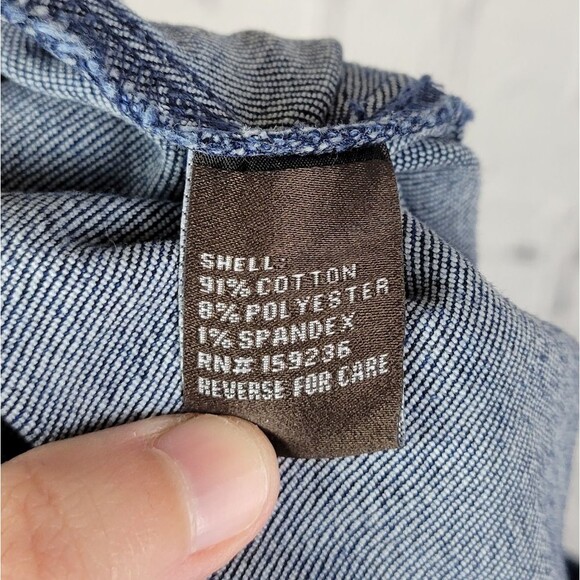 SHELL:
91% COTTON
8% POLYESTER
1% SPANDEX
RN# 159236
REVERSE FOR CARE